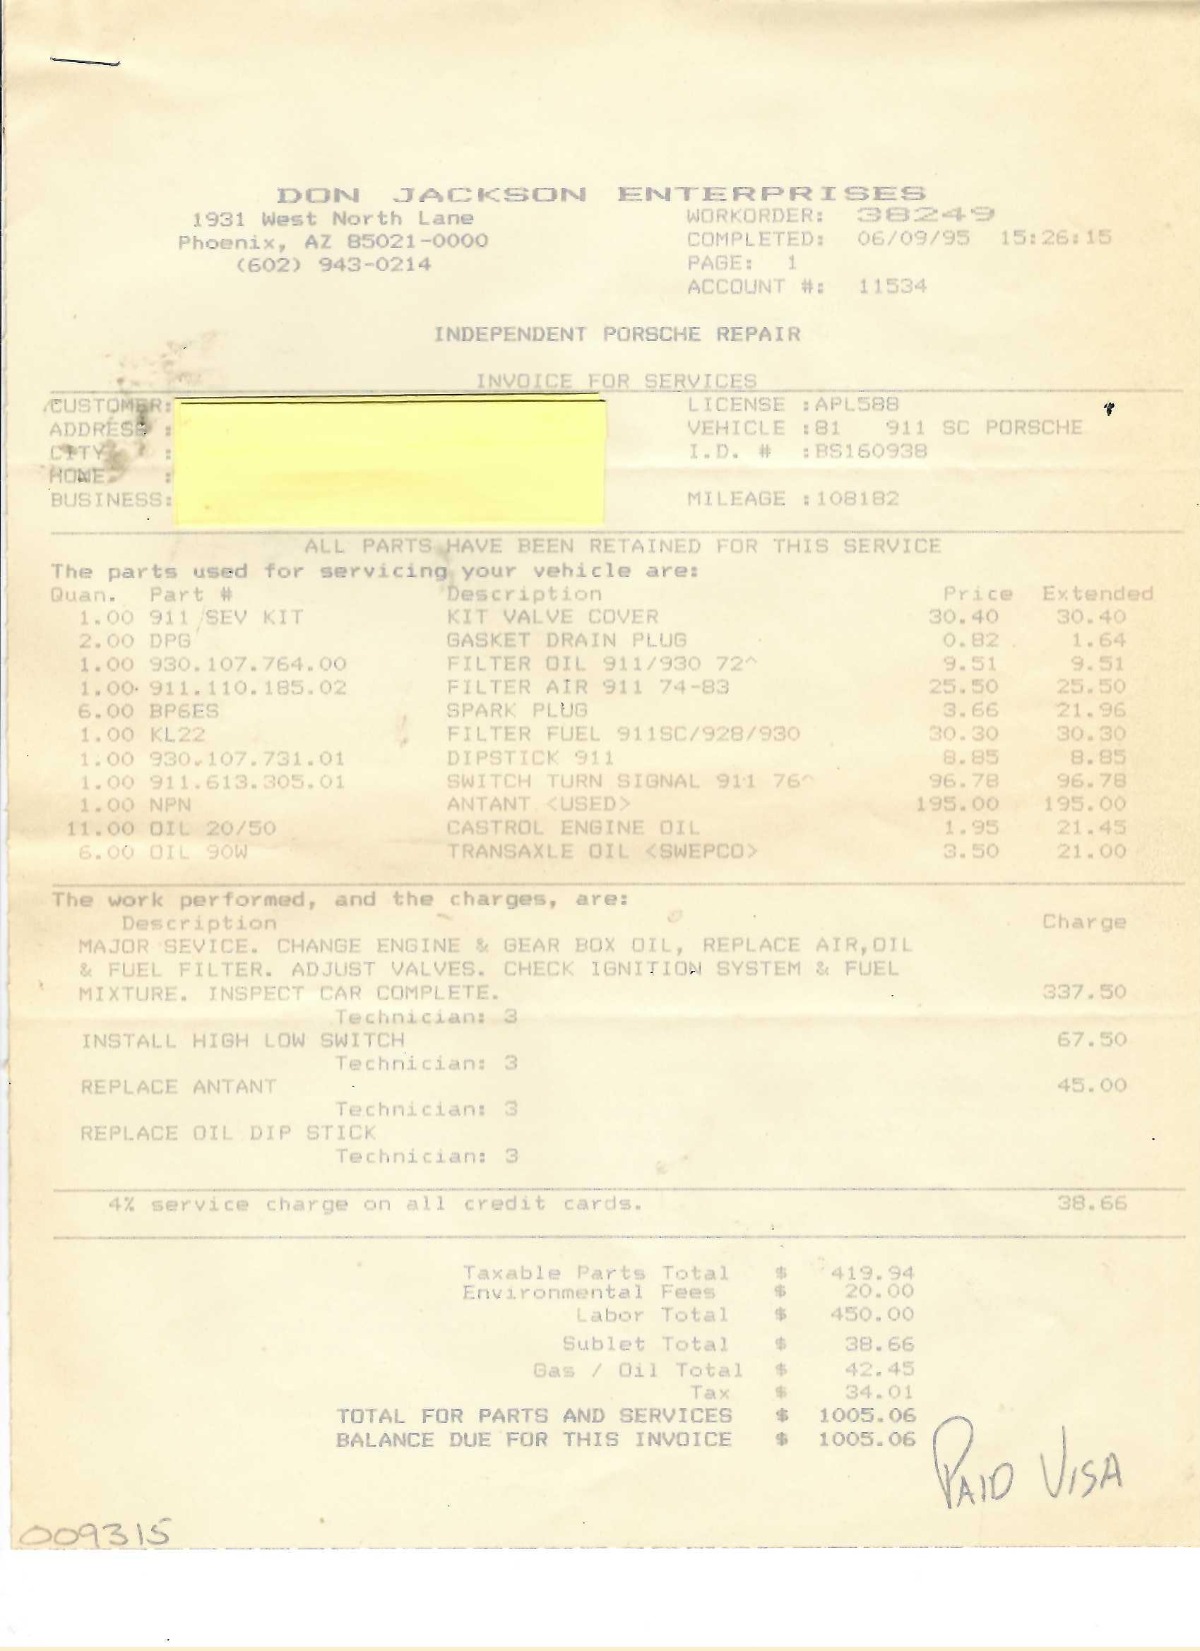 DON JACKSON ENTERPRISES
1931 West North Lane
Phoenix, AZ 85021-0000
(602) 943-0214
WORKORDER: 38249
COMPLETED: 06/09/95 15:26:15
PAGE: 1
ACCOUNT #: 11534
INDEPENDENT PORSCHE REPAIR
INVOICE FOR SERVICES
CUSTOMER:
ADDRESS :
CITY :
HOME :
BUSINESS:
LICENSE :APL588
VEHICLE :81 911 SC PORSCHE
I.D. # :BS160938
MILEAGE :108182
ALL PARTS HAVE BEEN RETAINED FOR THIS SERVICE
The parts used for servicing your vehicle are:
Quan. Part # Description Price Extended
1.00 911 SEV KIT KIT VALVE COVER 30.40 30.40
2.00 DPG GASKET DRAIN PLUG 0.82 1.64
1.00 930.107.764.00 FILTER OIL 911/930 72^ 9.51 9.51
1.00 911.110.185.02 FILTER AIR 911 74-83 25.50 25.50
6.00 BP6ES SPARK PLUG 3.66 21.96
1.00 KL22 FILTER FUEL 911SC/928/930 30.30 30.30
1.00 930.107.731.01 DIPSTICK 911 8.85 8.85
1.00 911.613.305.01 SWITCH TURN SIGNAL 911 76^ 96.78 96.78
1.00 NPN ANTANT <USED> 195.00 195.00
11.00 OIL 20/50 CASTROL ENGINE OIL 1.95 21.45
6.00 OIL 90W TRANSAXLE OIL <SWEPCO> 3.50 21.00
The work performed, and the charges, are:
Description Charge
MAJOR SEVICE. CHANGE ENGINE & GEAR BOX OIL, REPLACE AIR,OIL
& FUEL FILTER. ADJUST VALVES. CHECK IGNITION SYSTEM & FUEL
MIXTURE. INSPECT CAR COMPLETE. 337.50
Technician: 3
INSTALL HIGH LOW SWITCH 67.50
Technician: 3
REPLACE ANTANT 45.00
Technician: 3
REPLACE OIL DIP STICK
Technician: 3
4% service charge on all credit cards. 38.66
Taxable Parts Total $ 419.94
Environmental Fees $ 20.00
Labor Total $ 450.00
Sublet Total $ 38.66
Gas / Oil Total $ 42.45
Tax $ 34.01
TOTAL FOR PARTS AND SERVICES $ 1005.06
BALANCE DUE FOR THIS INVOICE $ 1005.06
PAID VISA
009315